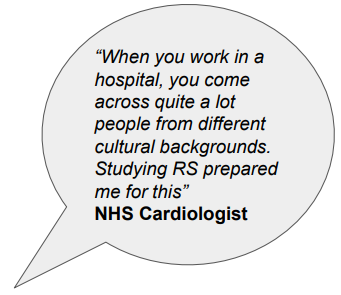 “When you work in a
hospital, you come
across quite a lot
people from different
cultural backgrounds.
Studying RS prepared
me for this”
NHS Cardiologist